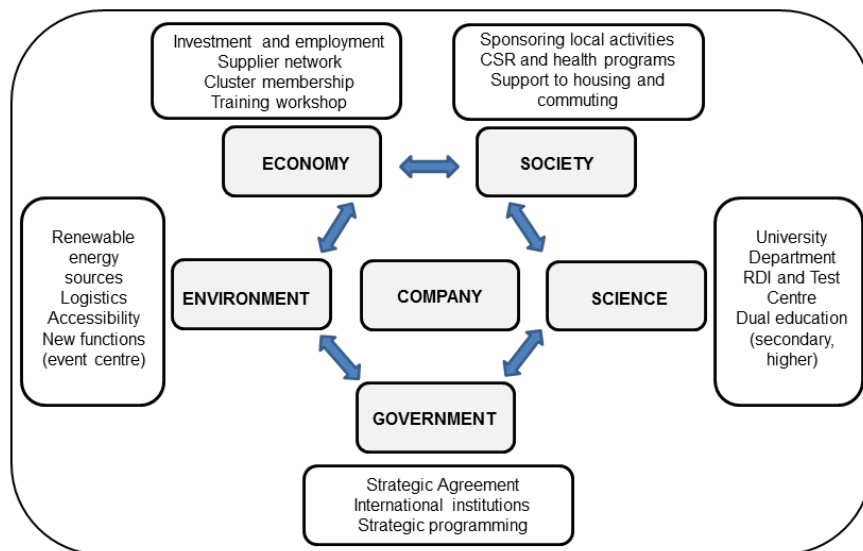 Investment and employment
Supplier network
Cluster membership
Training workshop
Sponsoring local activities
CSR and health programs
Support to housing and
commuting
ECONOMY
SOCIETY
Renewable
energy
sources
Logistics
Accessibility
New functions
(event centre)
ENVIRONMENT
COMPANY
SCIENCE
University
Department
RDI and Test
Centre
Dual education
(secondary,
higher)
GOVERNMENT
Strategic Agreement
International institutions
Strategic programming